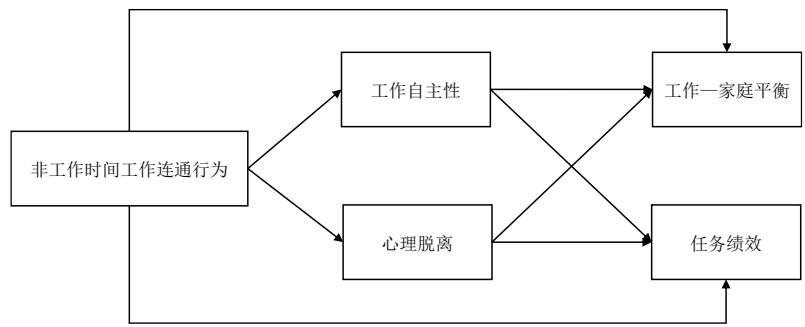 工作自主性
工作—家庭平衡
非工作时间工作连通行为
心理脱离
任务绩效